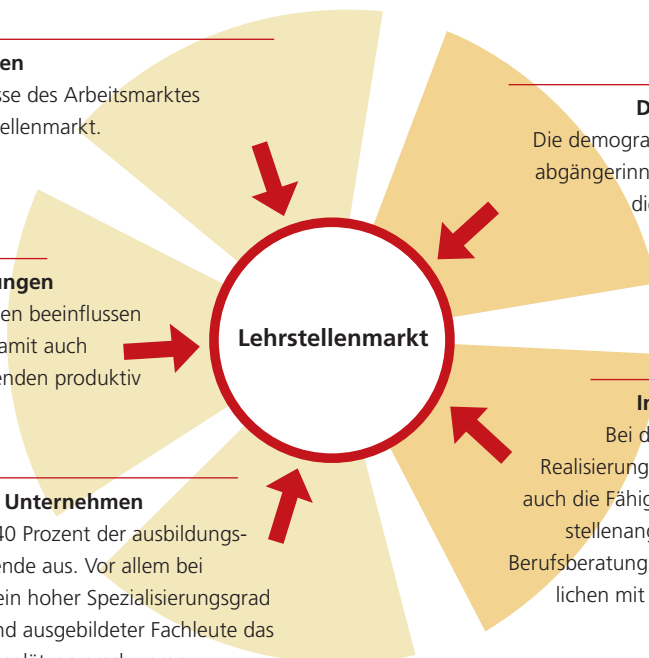 en
sse des Arbeitsmarktes
ellenmarkt.
ungen
en beeinflussen
amit auch
enden produktiv
Unternehmen
40 Prozent der ausbildungs-
ende aus. Vor allem bei
ein hoher Spezialisierungsgrad
nd ausgebildeter Fachleute das
Lehrstellenmarkt
D
Die demogra
abgängerinn
die
In
Bei d
Realisierung
auch die Fähig
stellenang
Berufsberatung
lichen mit